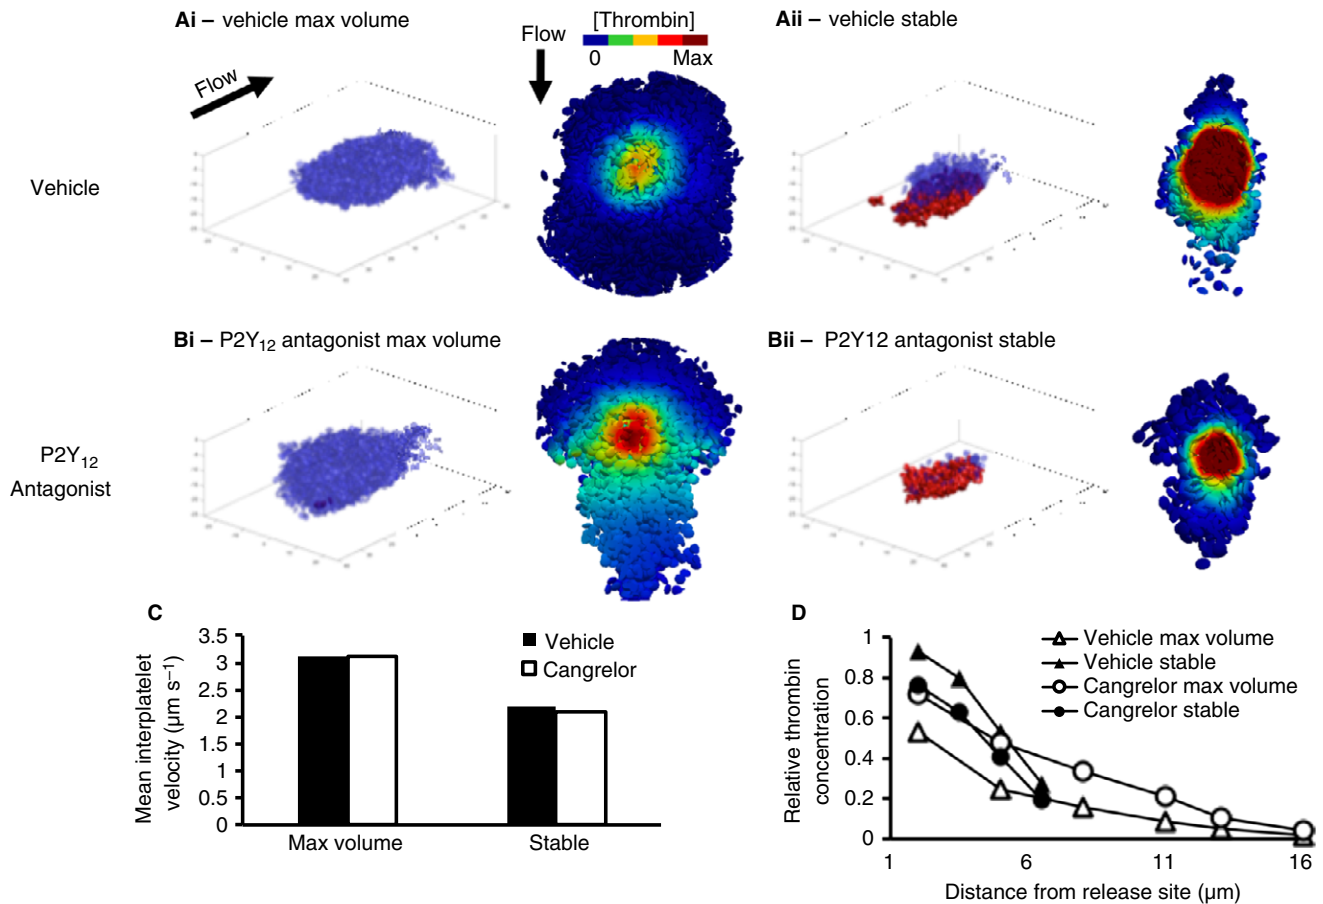 Ai – vehicle max volume
[Thrombin]
Aii – vehicle stable
Flow
0 Max
Flow
Vehicle
Bi – P2Y12 antagonist max volume
Bii – P2Y12 antagonist stable
P2Y12
Antagonist
C
Mean interplatelet
velocity (µm s–1)
3.5
3
2.5
2
1.5
1
0.5
0
Vehicle
Cangrelor
Max volume
Stable
D
Relative thrombin
concentration
1
0.8
0.6
0.4
0.2
0
Vehicle max volume
Vehicle stable
Cangrelor max volume
Cangrelor stable
1 6 11 16
Distance from release site (µm)